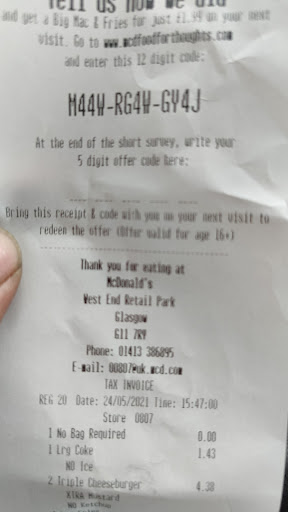 Tell us how we did
and get a Big Mac & Fries for just £1.99 on your next
visit. Go to www.mcdfoodforthoughts.com
and enter this 12 digit code:
M44W-RG4W-GY4J
At the end of the short survey, write your
5 digit offer code here:
Bring this receipt & code with you on your next visit to
redeem the offer (Offer valid for age 16+)
Thank you for eating at
McDonald's
West End Retail Park
Glasgow
G11 7RY
Phone: 01413 386895
E-mail: 00807@uk.mcd.com
TAX INVOICE
REG 20 Date: 24/05/2021 Time: 15:47:00
Store 0807
1 No Bag Required 0.00
1 Lrg Coke 1.43
NO Ice
2 Triple Cheeseburger 4.38
XTRA Mustard
NO Ketchup